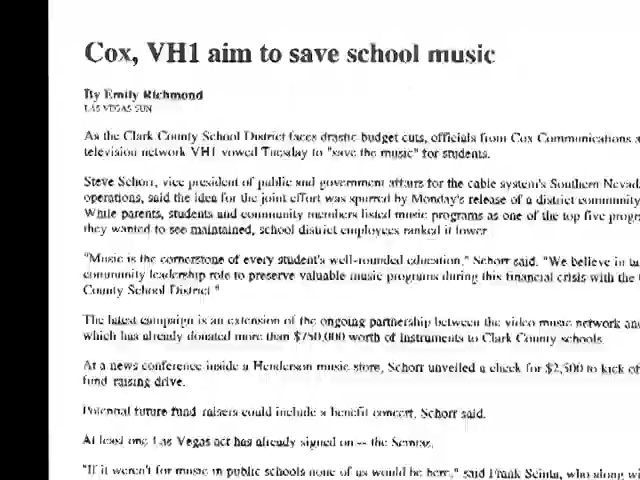 Cox, VH1 aim to save school music
By Emily Richmond
LAS VEGAS SUN
As the Clark County School District faces drastic budget cuts, officials from Cox Communications a
television network VH1 vowed Tuesday to "save the music" for students.
Steve Schorr, vice president of public and government affairs for the cable system's Southern Nevad
operations, said the idea for the joint effort was spurred by Monday's release of a district community
While parents, students and community members listed music programs as one of the top five progr
they wanted to see maintained, school district employees ranked it lower
"Music is the cornerstone of every student's well-rounded education," Schorr said. "We believe in ta
community leadership role to preserve valuable music programs during this financial crisis with the
County School District "
The latest campaign is an extension of the ongoing partnership between the video music network an
which has already donated more than $750,000 worth of instruments to Clark County schools
At a news conference inside a Henderson music store, Schorr unveiled a check for $2,500 to kick of
fund raising drive.
Potential future fund raisers could include a benefit concert, Schorr said.
At least one Las Vegas act has already signed on -- the Scintas.
"If it weren't for music in public schools none of us would be here," said Frank Scinta, who along wi